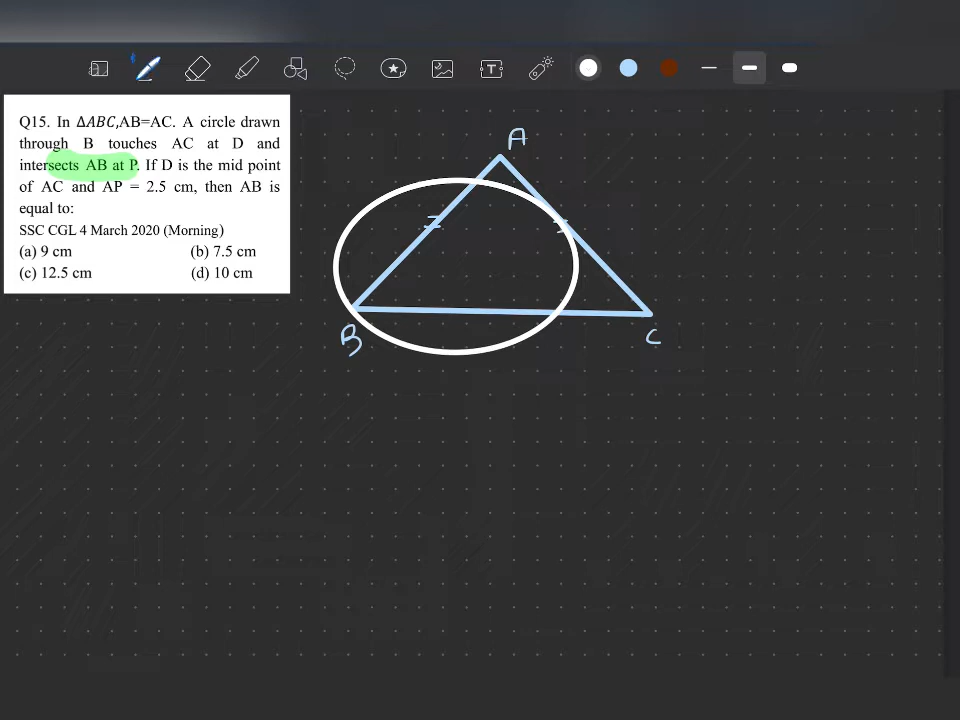 Q15. In ΔABC,AB=AC. A circle drawn
through B touches AC at D and
intersects AB at P. If D is the mid point
of AC and AP = 2.5 cm, then AB is
equal to:
SSC CGL 4 March 2020 (Morning)
(a) 9 cm (b) 7.5 cm
(c) 12.5 cm (d) 10 cm
A
B
C
T